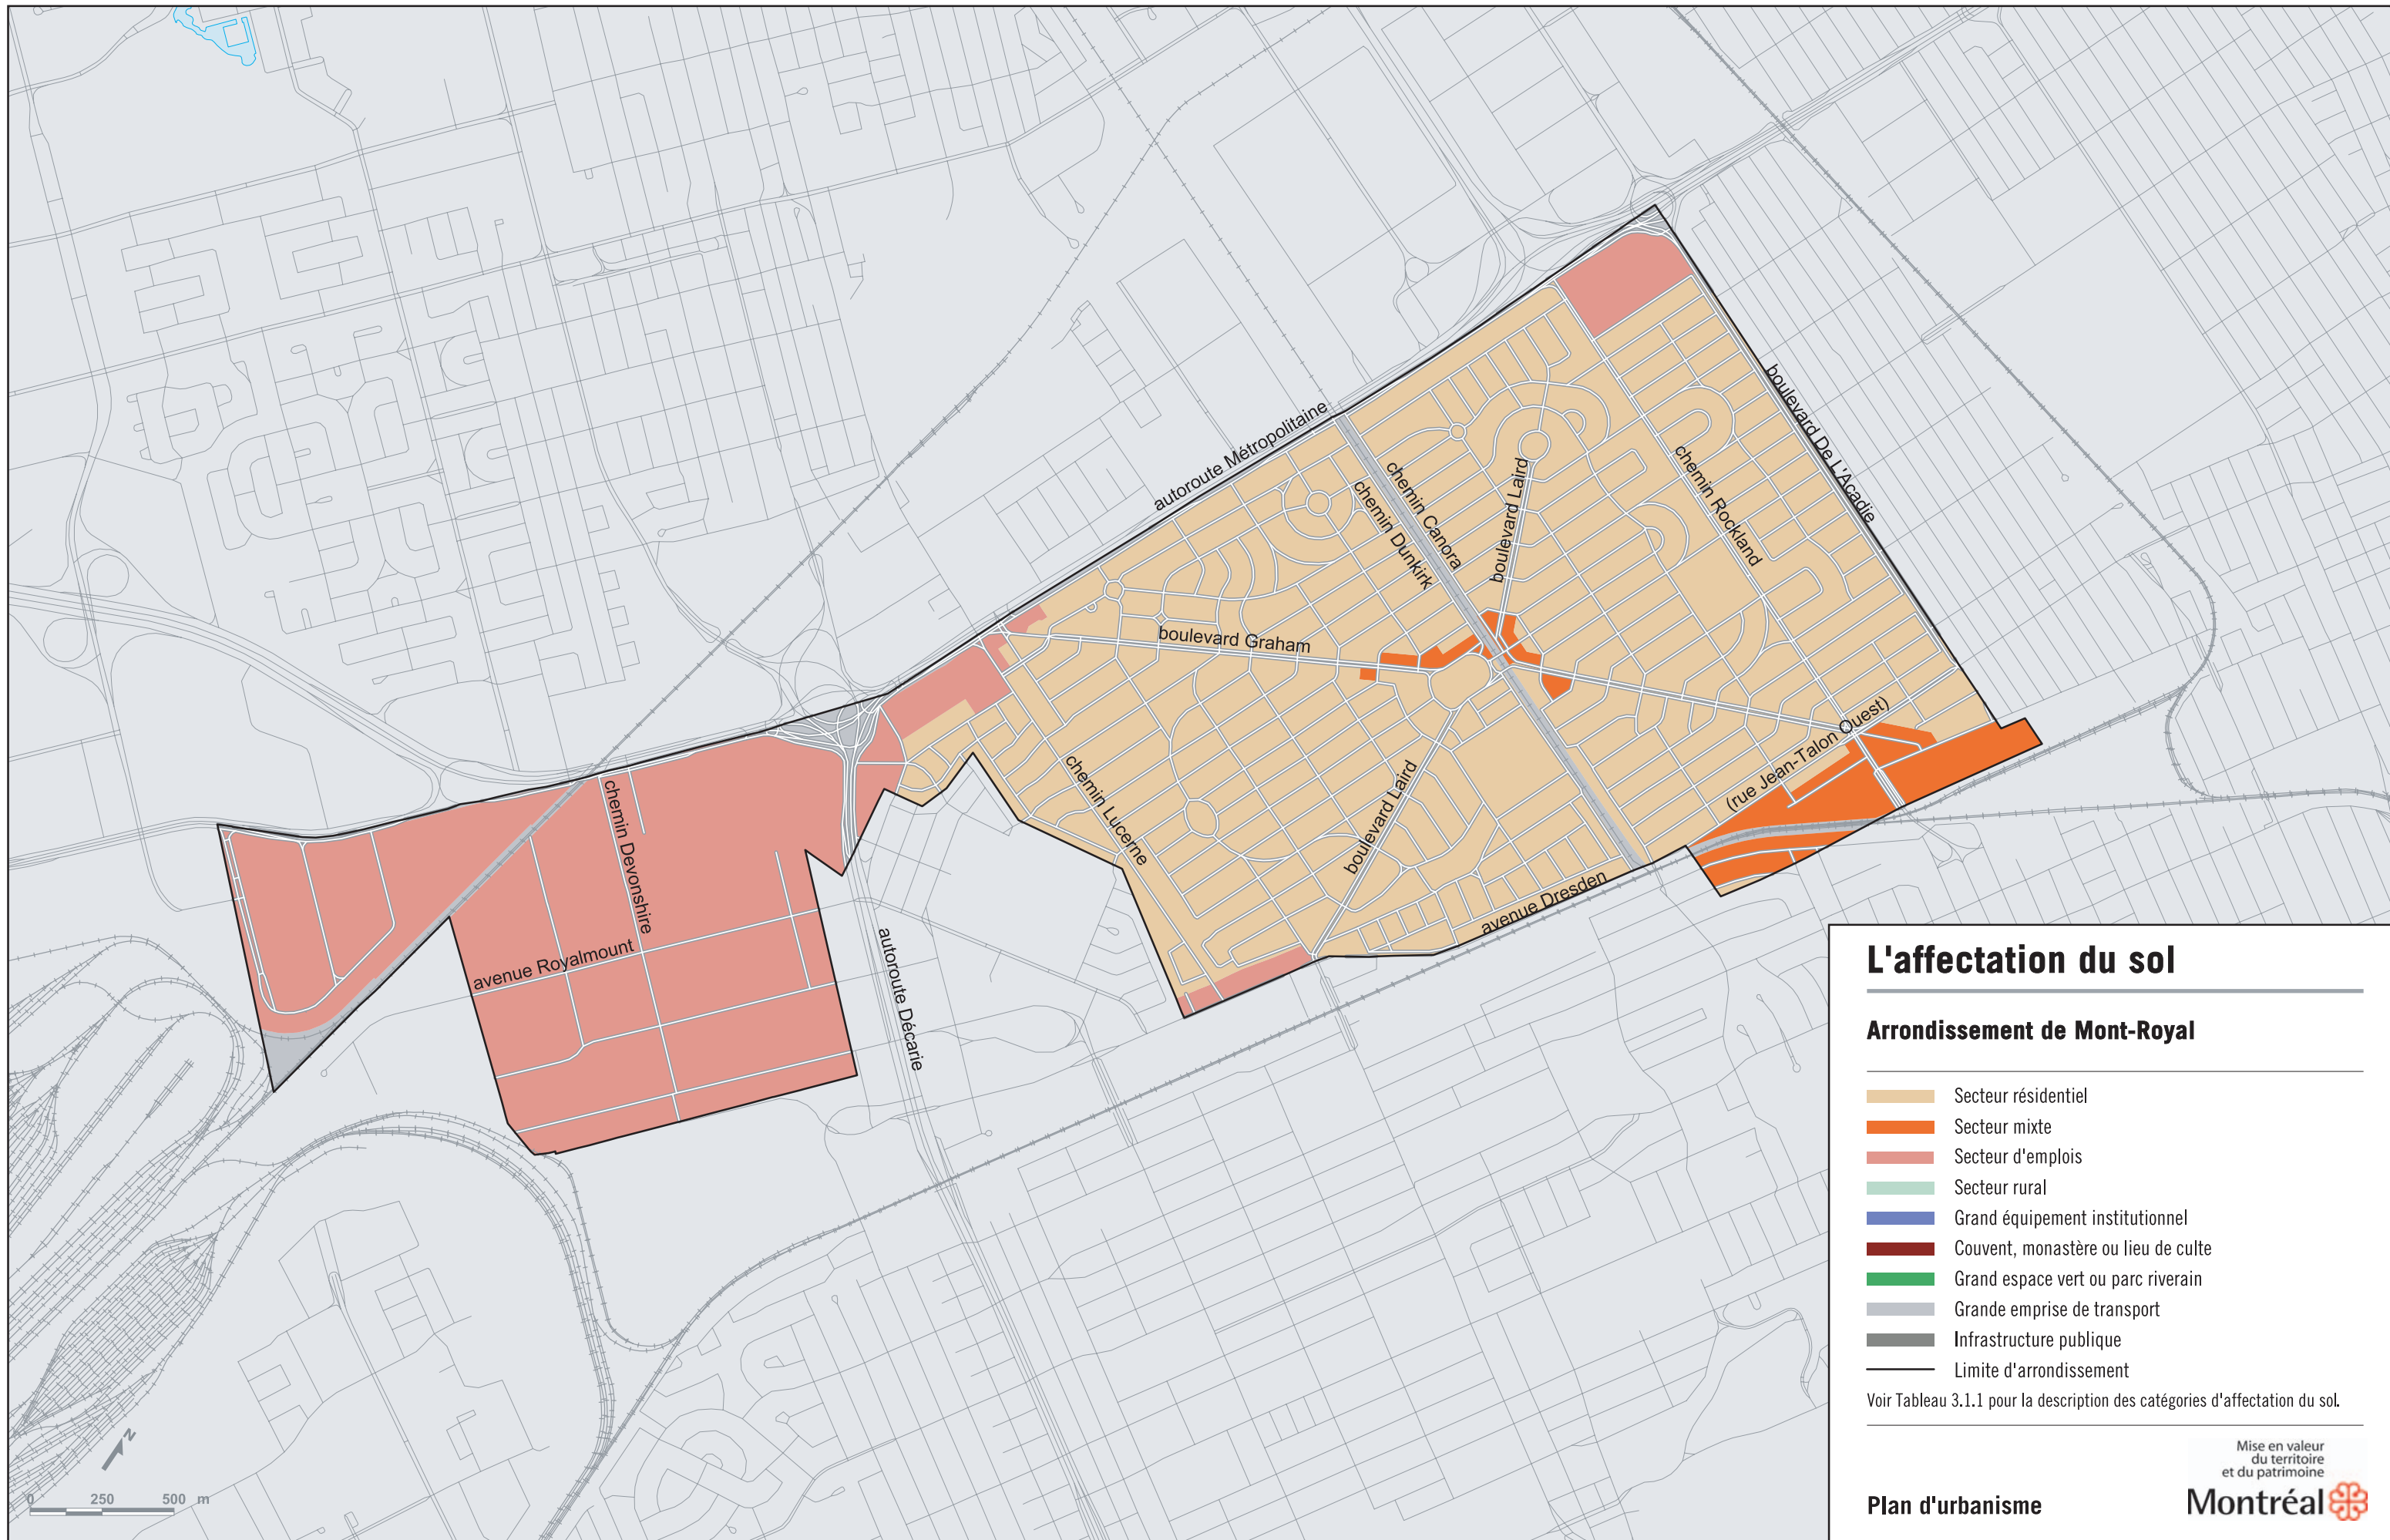 autoroute Métropolitaine
boulevard De L'Acadie
chemin Rockland
chemin Canora
chemin Dunkirk
boulevard Laird
boulevard Graham
(rue Jean-Talon Ouest)
chemin Lucerne
boulevard Laird
avenue Dresden
chemin Devonshire
avenue Royalmount
autoroute Décarie
N
0 250 500 m
L'affectation du sol
Arrondissement de Mont-Royal
Secteur résidentiel
Secteur mixte
Secteur d'emplois
Secteur rural
Grand équipement institutionnel
Couvent, monastère ou lieu de culte
Grand espace vert ou parc riverain
Grande emprise de transport
Infrastructure publique
Limite d'arrondissement
Voir Tableau 3.1.1 pour la description des catégories d'affectation du sol.
Mise en valeur
du territoire
et du patrimoine
Plan d'urbanisme
Montréal